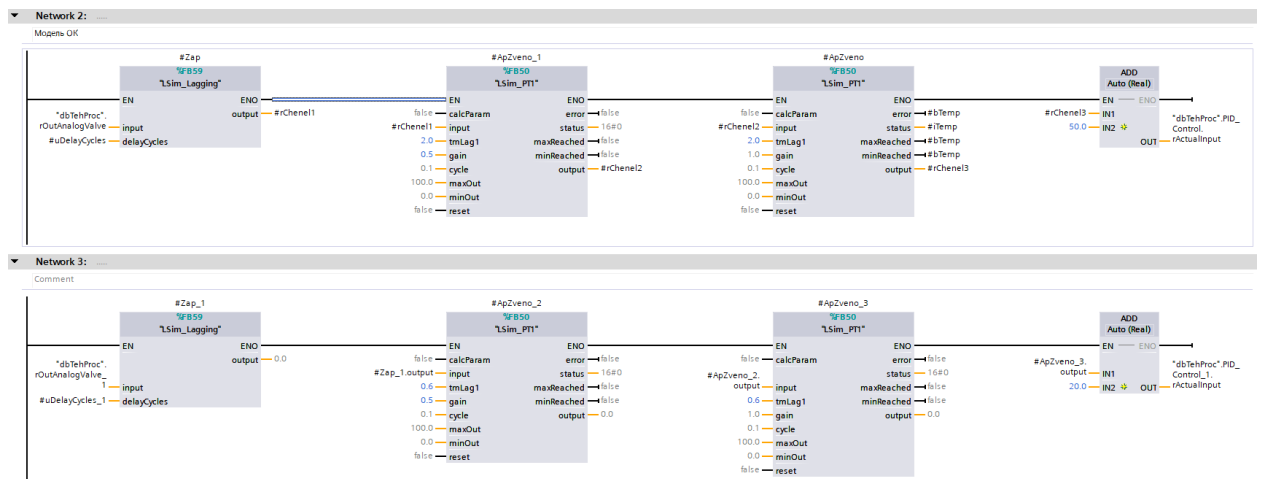 Network 2: ....
Модель ОК
#Zap
%FB59
"LSim_Lagging"
EN ENO
"dbTehProc".
rOutAnalogValve input
output #rChenel1
#uDelayCycles delayCycles
#ApZveno_1
%FB50
"LSim_PT1"
EN ENO
false calcParam error false
#rChenel1 input status 16#0
2.0 tmLag1 maxReached false
0.5 gain minReached false
0.1 cycle output #rChenel2
100.0 maxOut
0.0 minOut
false reset
#ApZveno
%FB50
"LSim_PT1"
EN ENO
false calcParam error #bTemp
#rChenel2 input status #iTemp
2.0 tmLag1 maxReached #bTemp
1.0 gain minReached #bTemp
0.1 cycle output #rChenel3
100.0 maxOut
0.0 minOut
false reset
ADD
Auto (Real)
EN ENO
#rChenel3 IN1
50.0 IN2
OUT
"dbTehProc".PID_
Control.
rActualInput
Network 3: ....
Comment
#Zap_1
%FB59
"LSim_Lagging"
EN ENO
output 0.0
"dbTehProc".
rOutAnalogValve_
1 input
#uDelayCycles_1 delayCycles
#ApZveno_2
%FB50
"LSim_PT1"
EN ENO
false calcParam error false
#Zap_1.output input status 16#0
0.6 tmLag1 maxReached false
0.5 gain minReached false
0.1 cycle output 0.0
100.0 maxOut
0.0 minOut
false reset
#ApZveno_3
%FB50
"LSim_PT1"
EN ENO
false calcParam error false
#ApZveno_2.
output input status 16#0
0.6 tmLag1 maxReached false
1.0 gain minReached false
0.1 cycle output 0.0
100.0 maxOut
0.0 minOut
false reset
ADD
Auto (Real)
EN ENO
#ApZveno_3.
output IN1
20.0 IN2 OUT
"dbTehProc".PID_
Control_1.
rActualInput